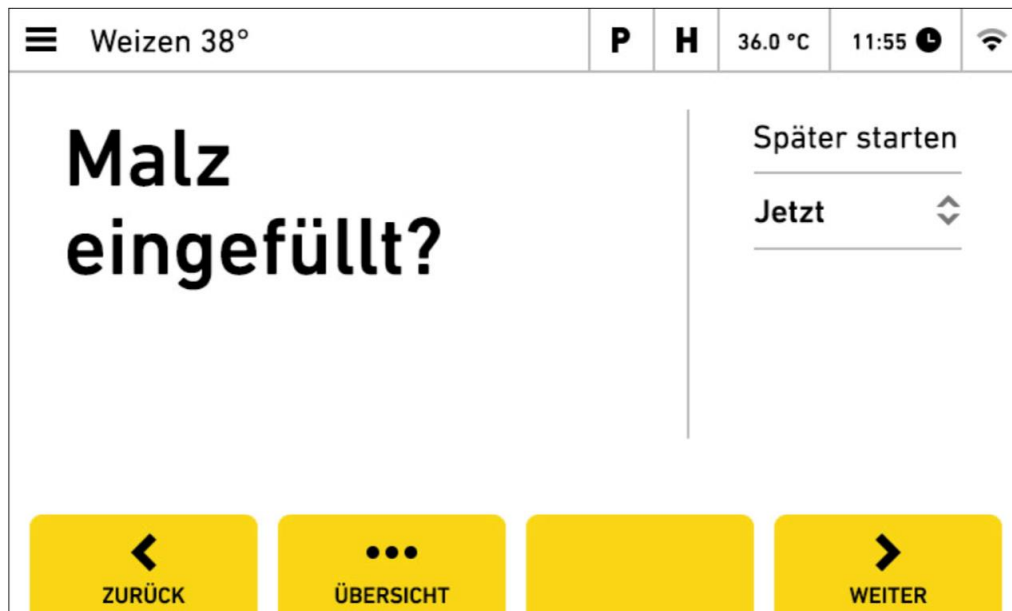 Weizen 38° P H 36.0 °C 11:55
Malz
eingefüllt?
Später starten
Jetzt
ZURÜCK ÜBERSICHT WEITER